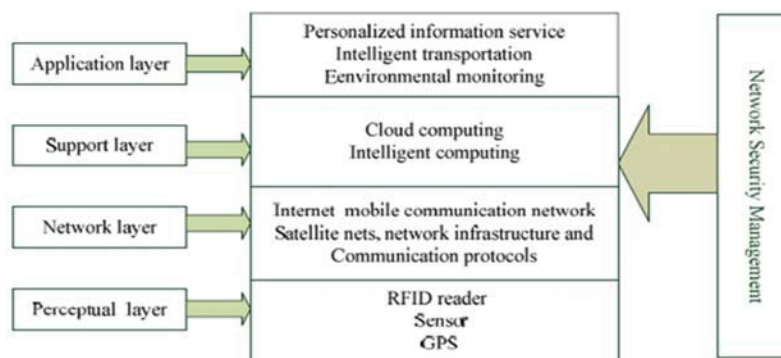 Application layer
Personalized information service
Intelligent transportation
Eenvironmental monitoring
Support layer
Cloud computing
Intelligent computing
Network layer
Internet mobile communication network
Satellite nets, network infrastructure and
Communication protocols
Perceptual layer
RFID reader
Sensor
GPS
Network Security Management